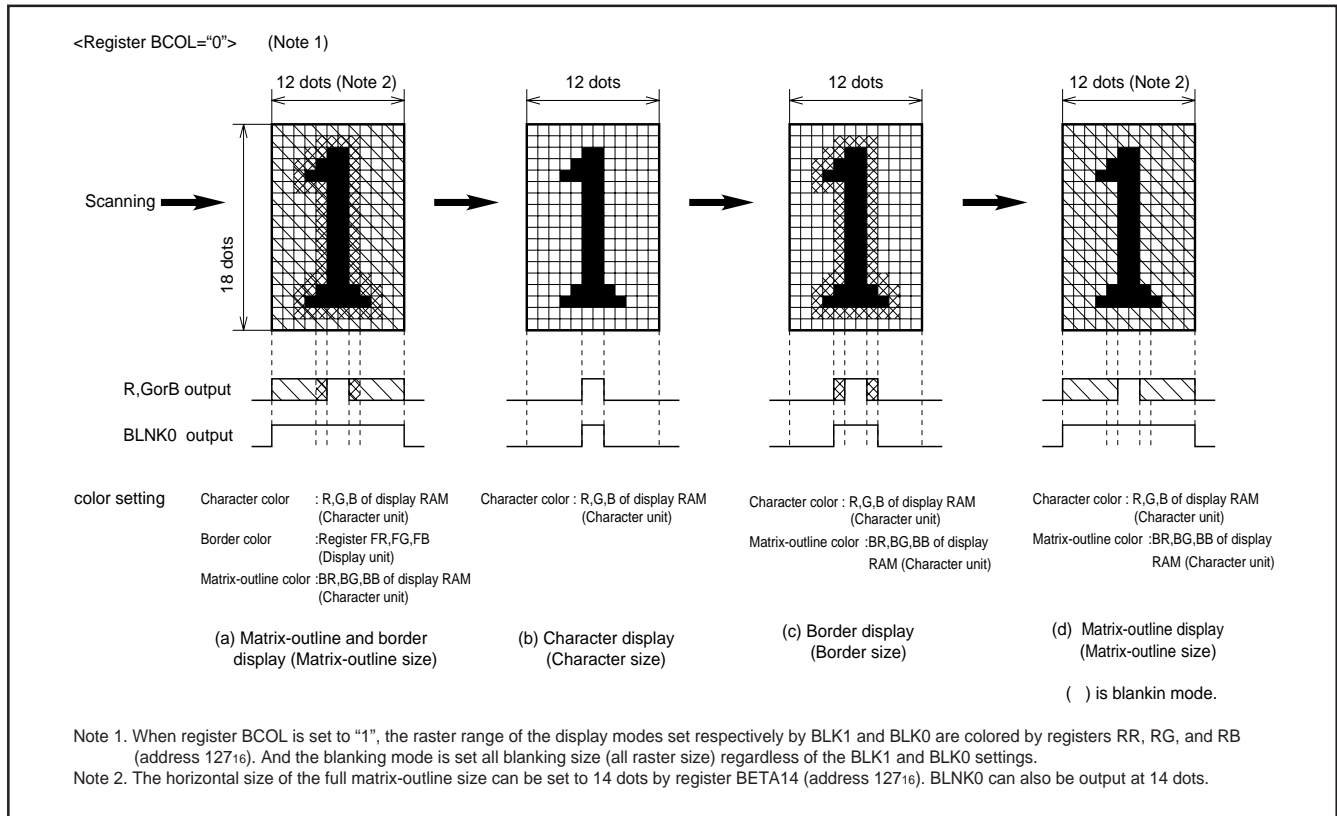 <Register BCOL=“0”> (Note 1)
12 dots (Note 2)
12 dots
12 dots
12 dots (Note 2)
Scanning
18 dots
R,GorB output
BLNK0 output
color setting
Character color : R,G,B of display RAM
(Character unit)
Border color :Register FR,FG,FB
(Display unit)
Matrix-outline color :BR,BG,BB of display RAM
(Character unit)
Character color : R,G,B of display RAM
(Character unit)
Character color : R,G,B of display RAM
(Character unit)
Matrix-outline color :BR,BG,BB of display
RAM (Character unit)
Character color : R,G,B of display RAM
(Character unit)
Matrix-outline color :BR,BG,BB of display
RAM (Character unit)
(a) Matrix-outline and border
display (Matrix-outline size)
(b) Character display
(Character size)
(c) Border display
(Border size)
(d) Matrix-outline display
(Matrix-outline size)
( ) is blankin mode.
Note 1. When register BCOL is set to “1”, the raster range of the display modes set respectively by BLK1 and BLK0 are colored by registers RR, RG, and RB
(address 12716). And the blanking mode is set all blanking size (all raster size) regardless of the BLK1 and BLK0 settings.
Note 2. The horizontal size of the full matrix-outline size can be set to 14 dots by register BETA14 (address 12716). BLNK0 can also be output at 14 dots.